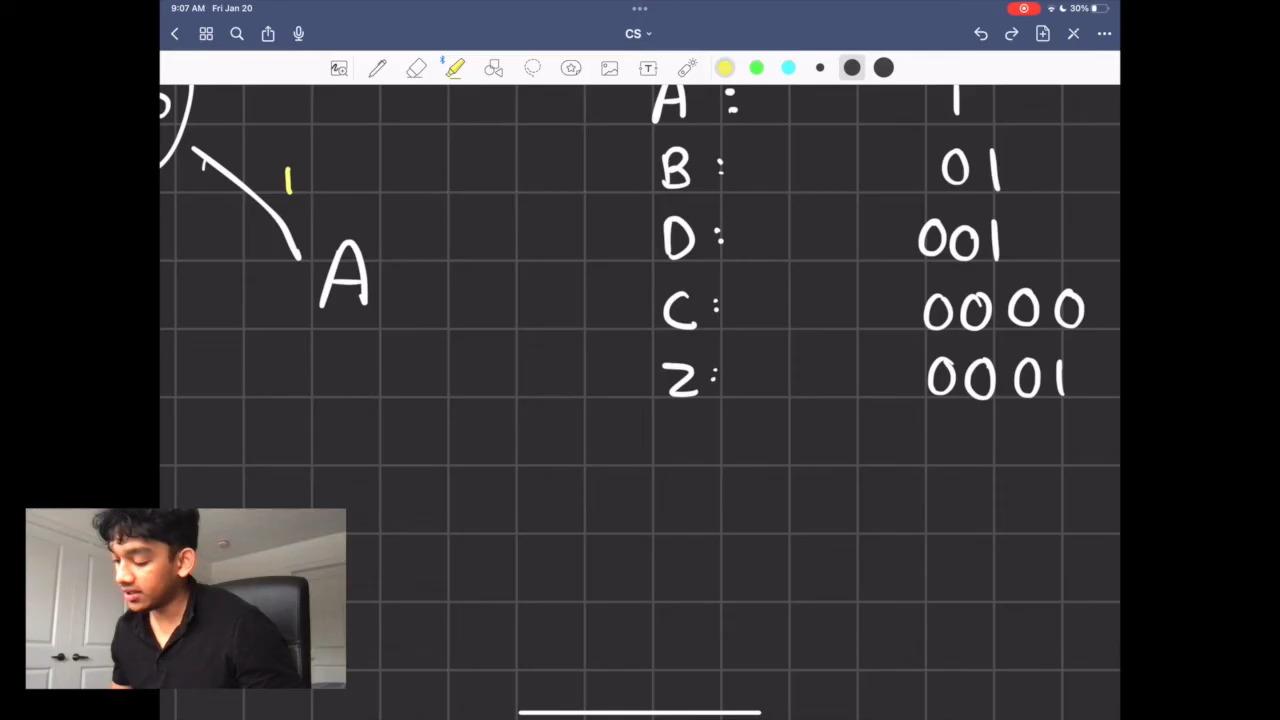 9:07 AM Fri Jan 20
30%
CS
A : 1
B : 01
D : 001
C : 0000
Z : 0001
1
A